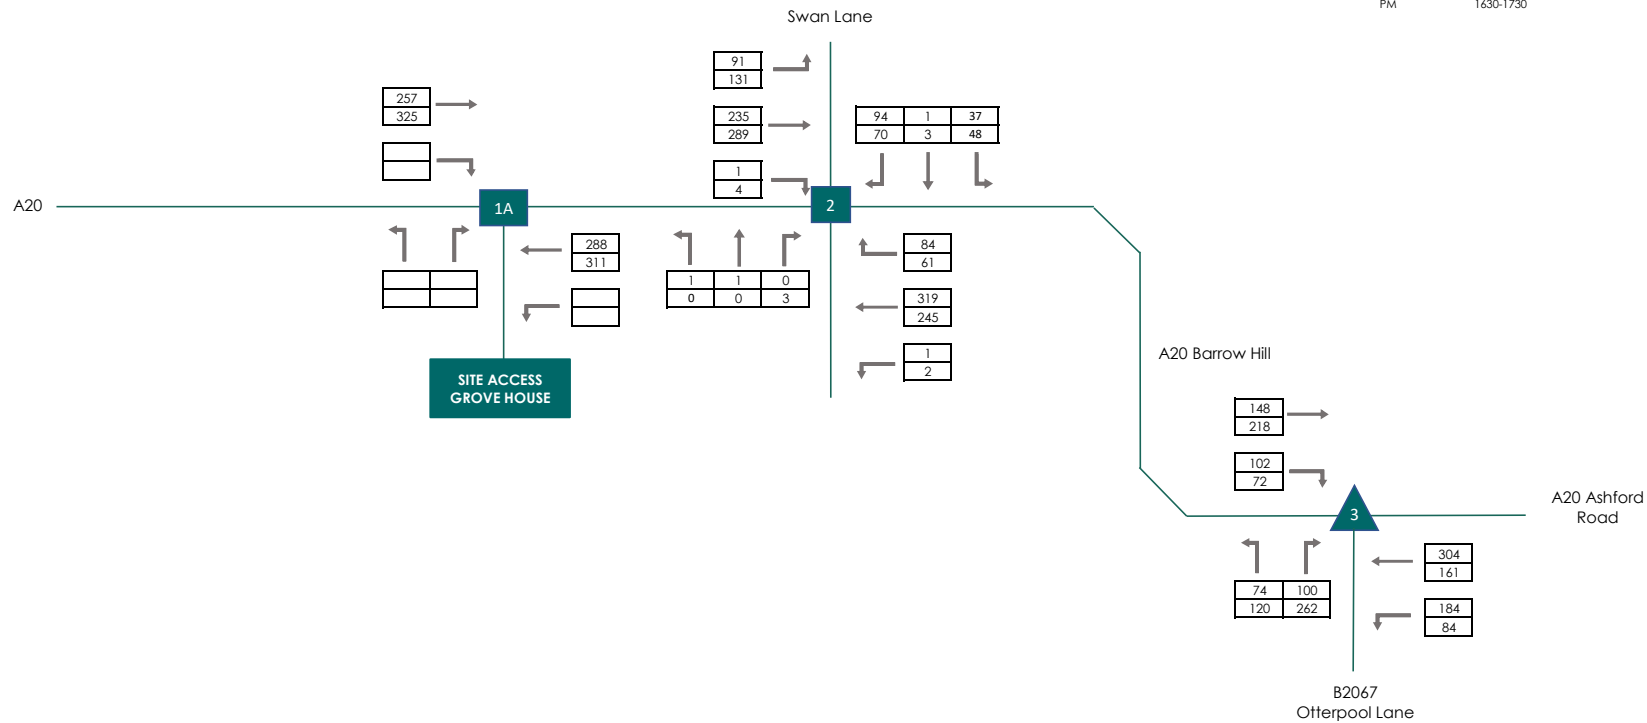 PM 1630-1730
Swan Lane
91
131
257
325
235
289
94 1 37
70 3 48
1
4
A20
1A
2
288
311
1 1 0
0 0 3
84
61
319
245
1
2
SITE ACCESS
GROVE HOUSE
A20 Barrow Hill
148
218
102
72
3
A20 Ashford
Road
304
161
74 100
120 262
184
84
B2067
Otterpool Lane